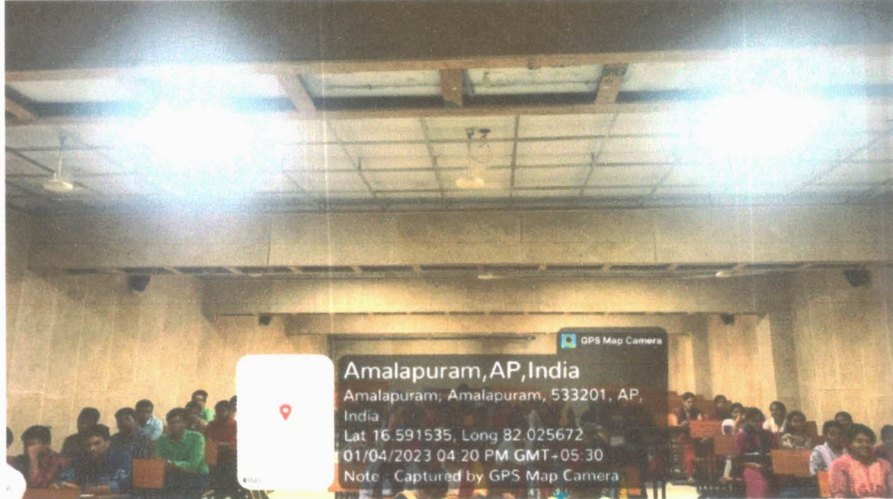 GPS Map Camera
Amalapuram,AP,India
Amalapuram, Amalapuram, 533201, AP,
India
Lat 16.591535, Long 82.025672
01/04/2023 04:20 PM GMT+05:30
Note : Captured by GPS Map Camera